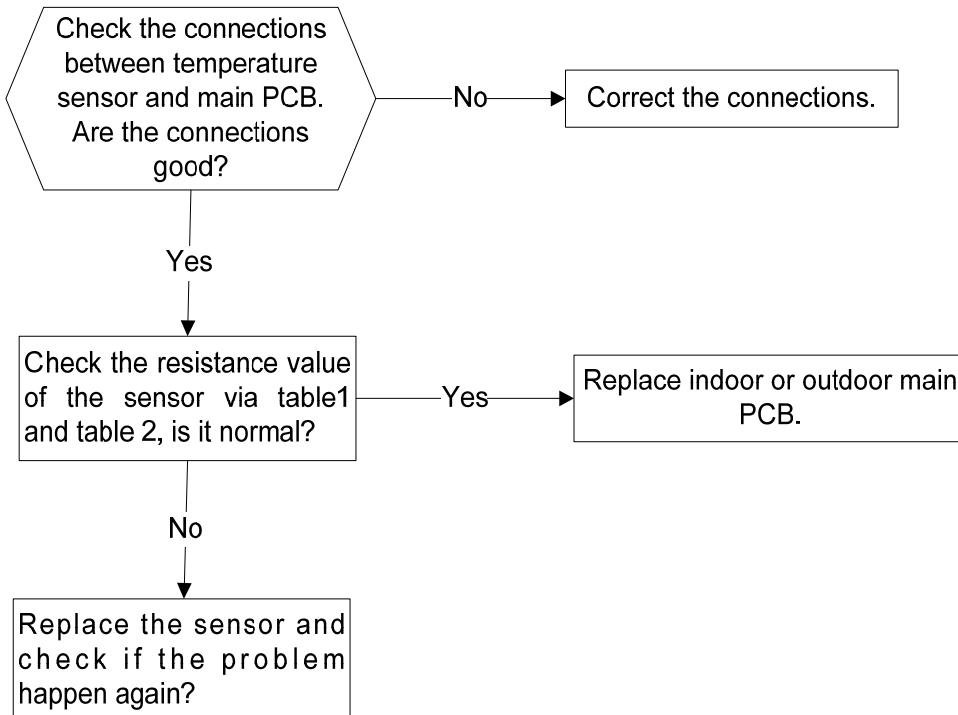 Check the connections
between temperature
sensor and main PCB.
Are the connections
good?
No
Correct the connections.
Yes
Check the resistance value
of the sensor via table1
and table 2, is it normal?
Yes
Replace indoor or outdoor main
PCB.
No
Replace the sensor and
check if the problem
happen again?